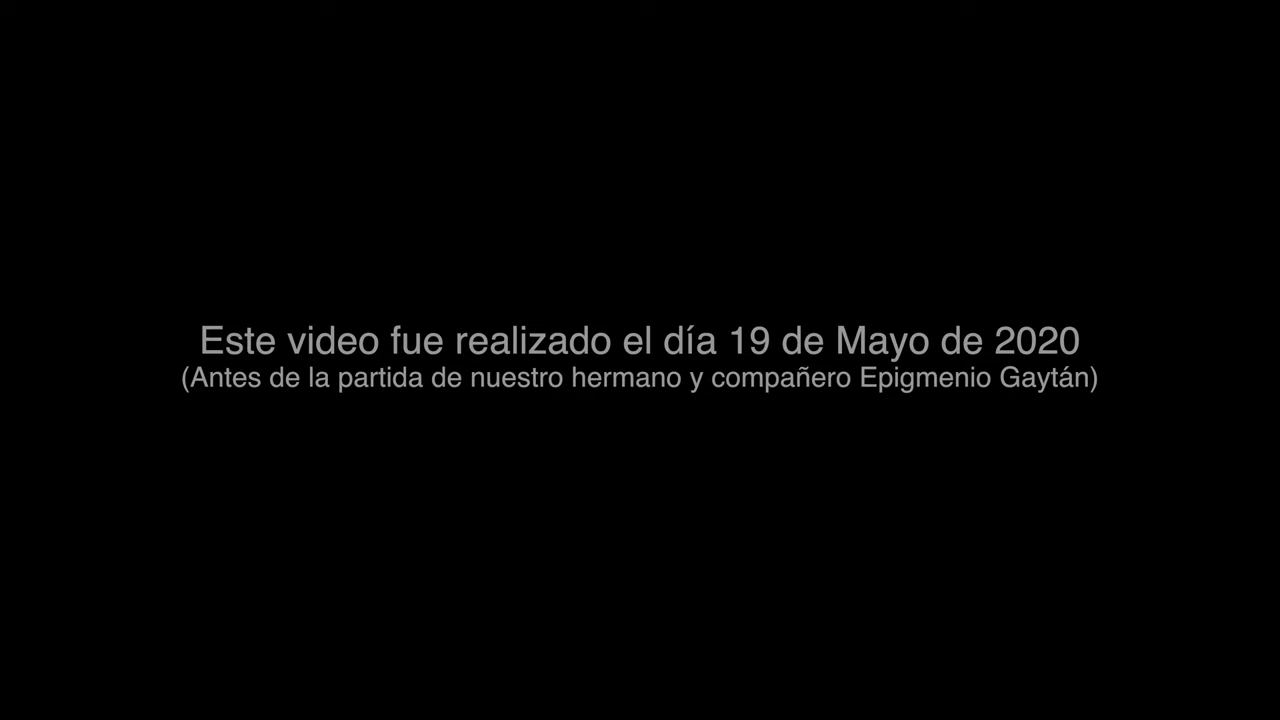 Este video fue realizado el día 19 de Mayo de 2020
(Antes de la partida de nuestro hermano y compañero Epigmenio Gaytán)